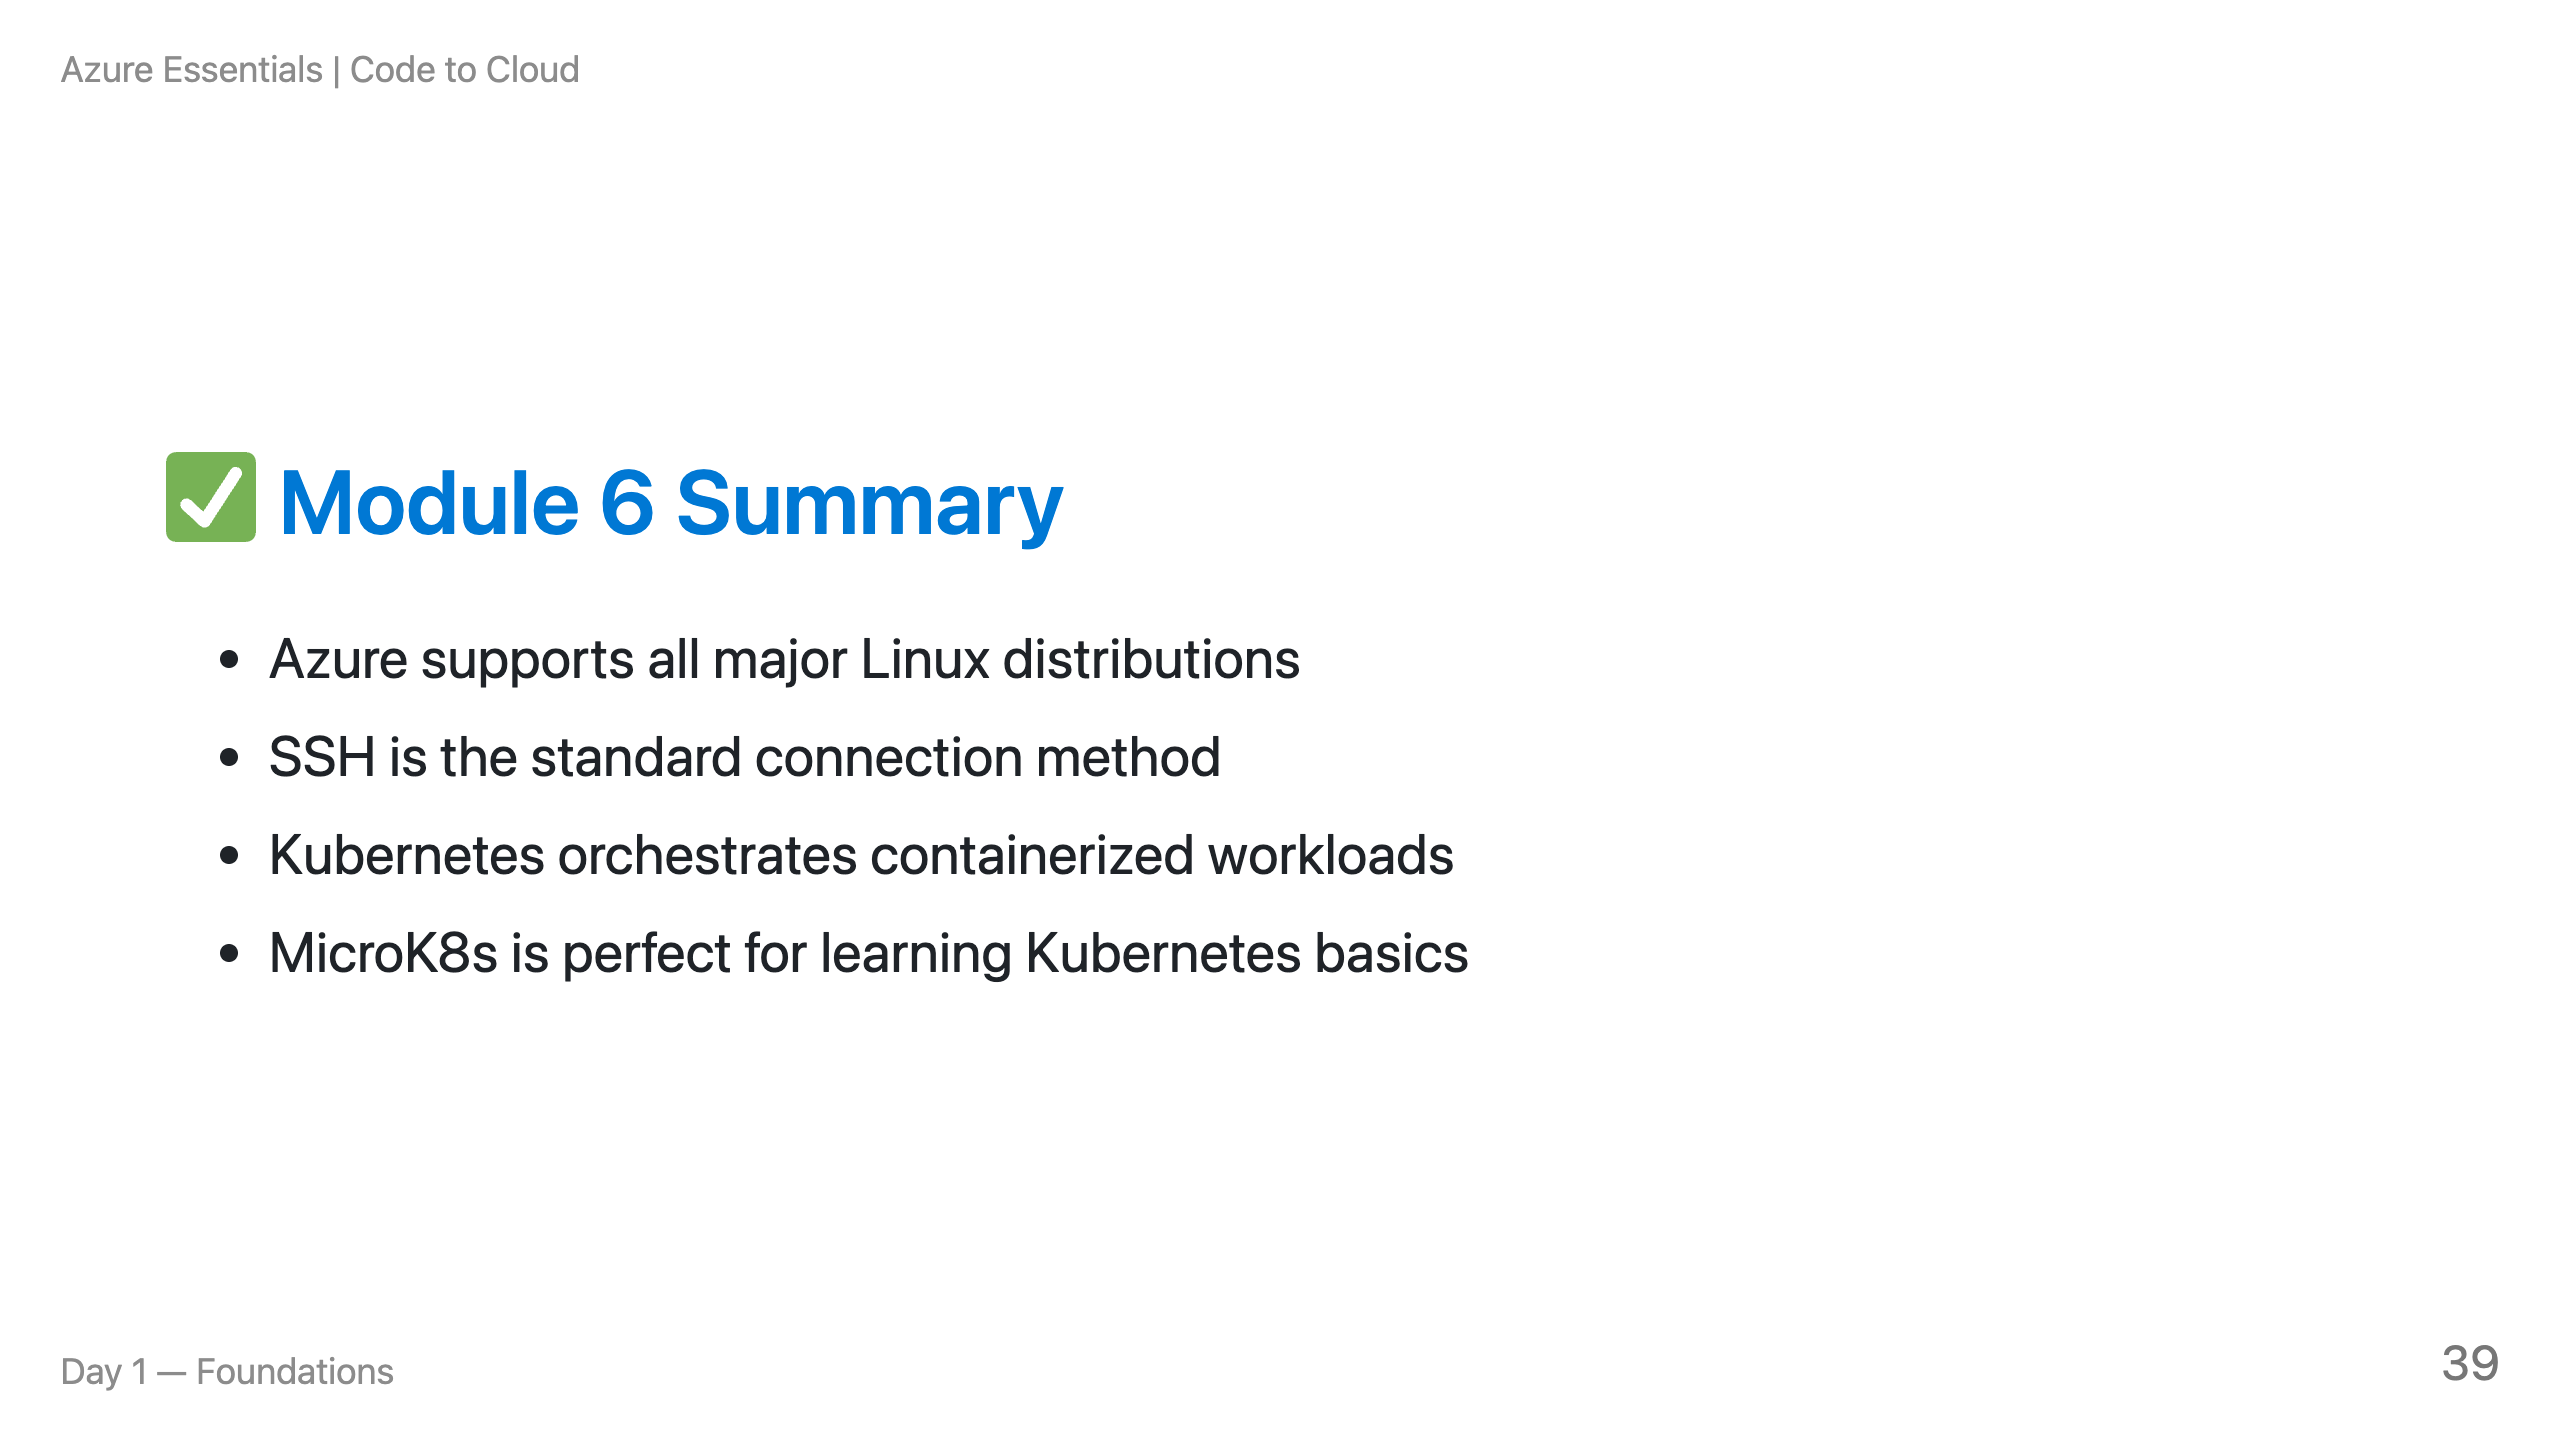 Azure Essentials | Code to Cloud
✅ Module 6 Summary
• Azure supports all major Linux distributions
• SSH is the standard connection method
• Kubernetes orchestrates containerized workloads
• MicroK8s is perfect for learning Kubernetes basics
Day 1 — Foundations
39